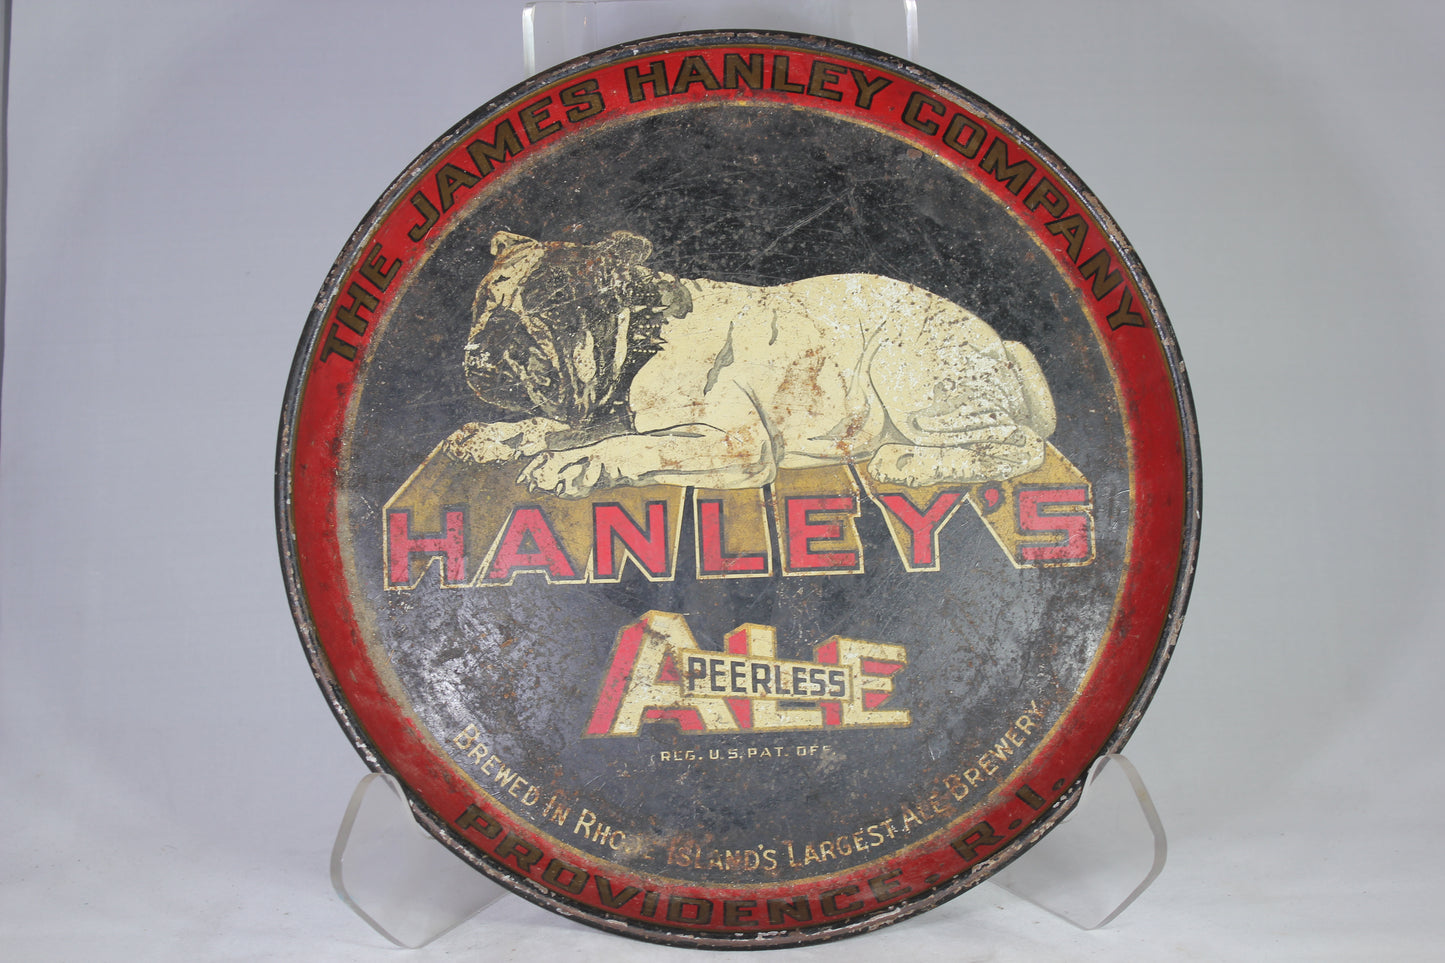 THE JAMES HANLEY COMPANY
HANLEY'S
ALE
PEERLESS
REG. U.S. PAT. OFF.
BREWED IN RHODE ISLAND'S LARGEST ALE BREWERY
PROVIDENCE. R.I.